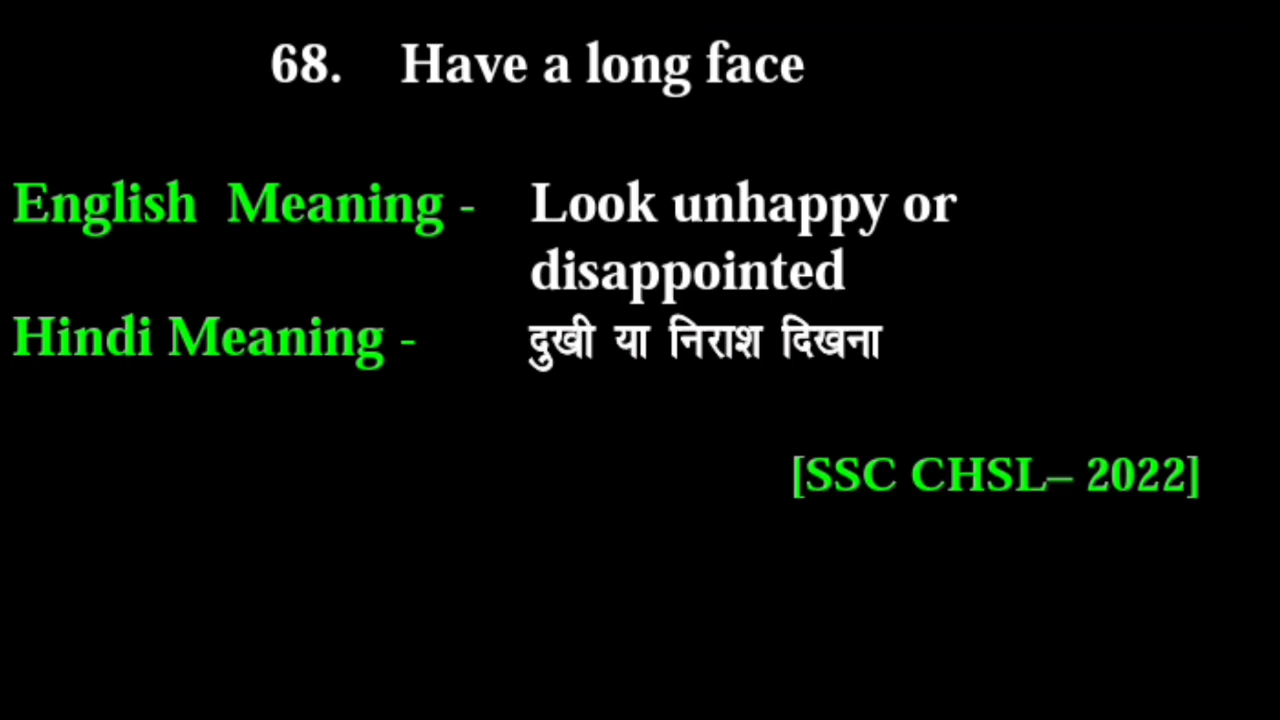 68. Have a long face
English Meaning - Look unhappy or
disappointed
Hindi Meaning - दुखी या निराश दिखना
[SSC CHSL– 2022]